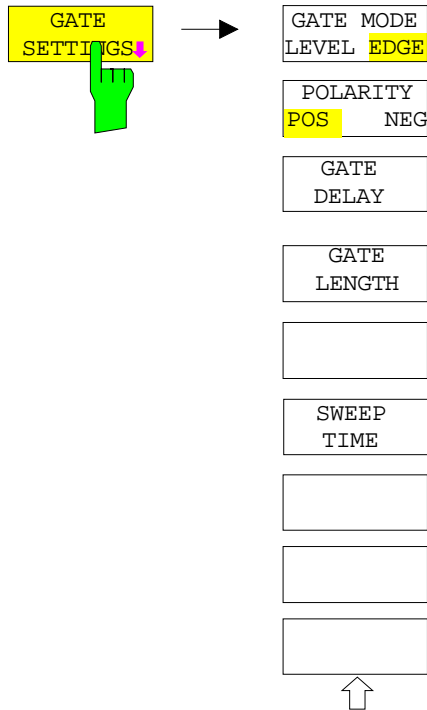 GATE
SETTINGS
GATE MODE
LEVEL EDGE
POLARITY
POS NEG
GATE
DELAY
GATE
LENGTH
SWEEP
TIME